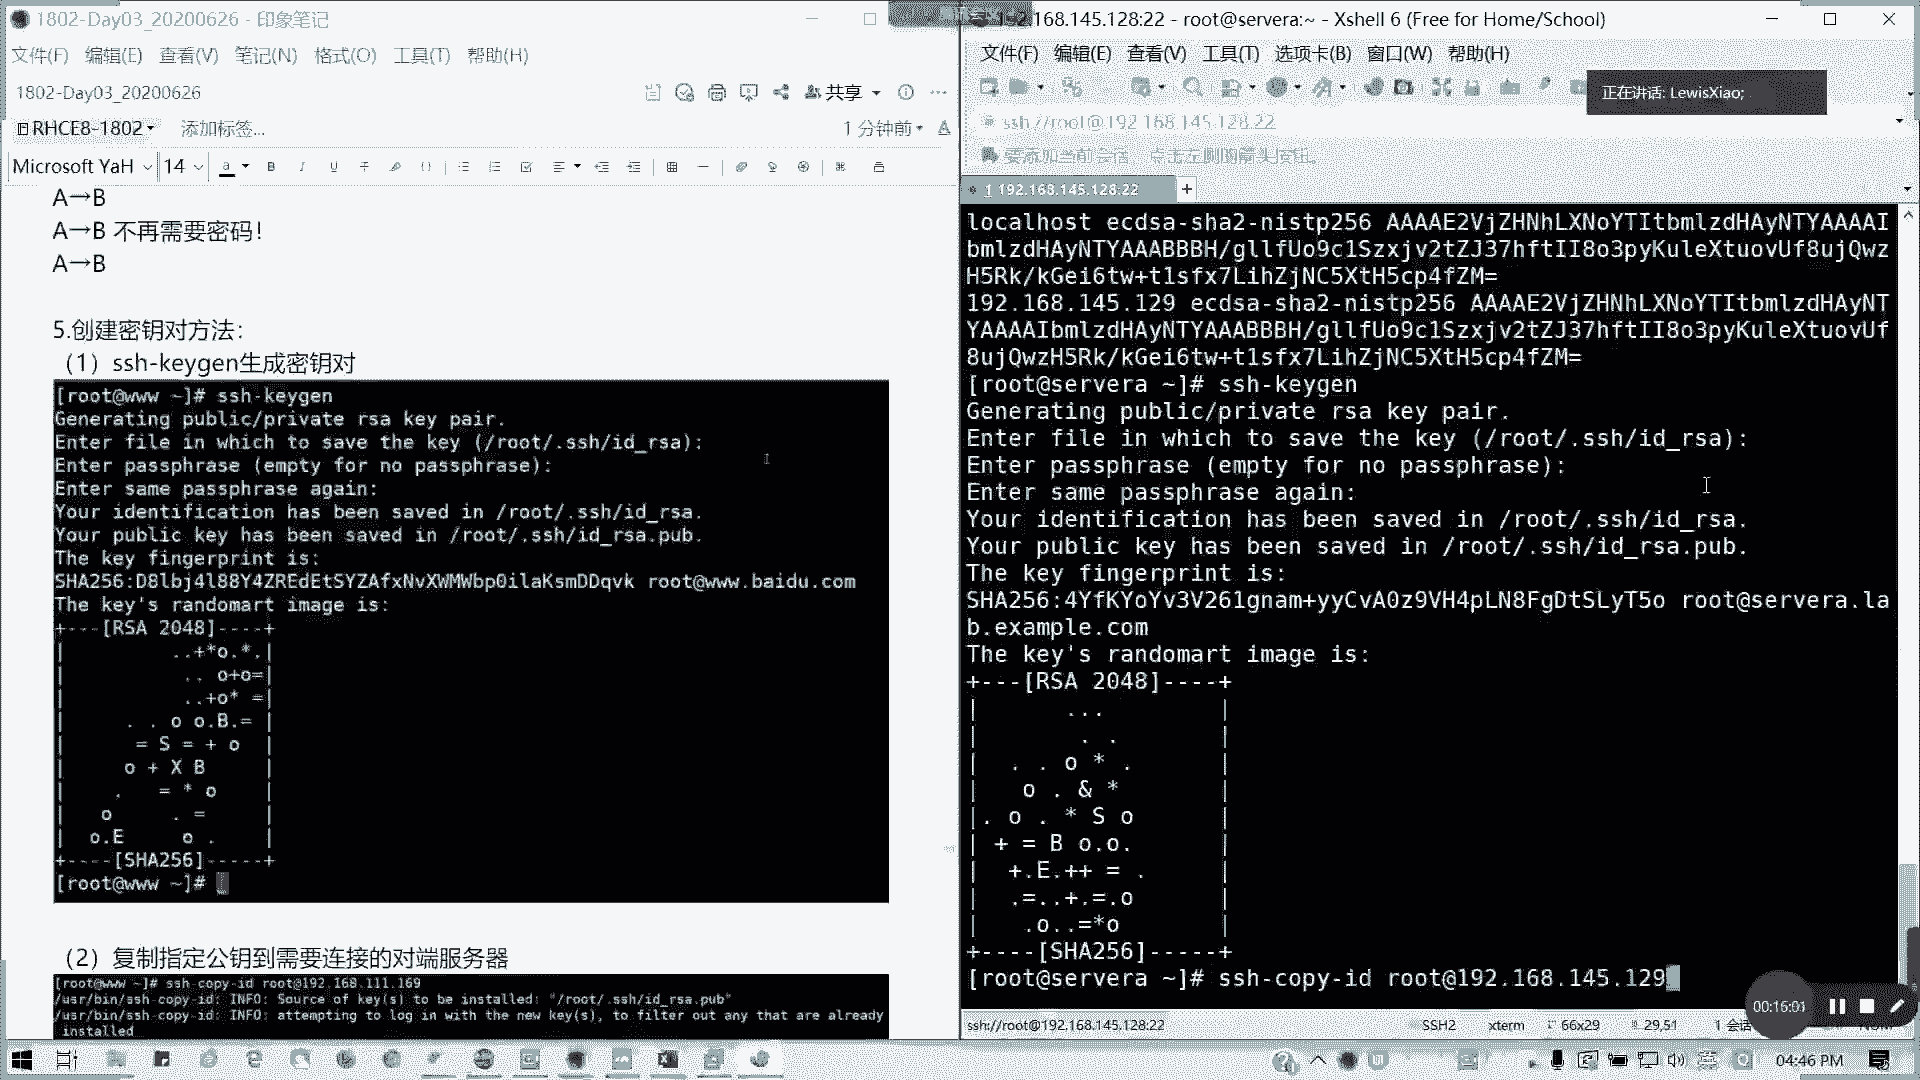 1802-Day03_20200626 - 印象笔记
文件(F) 编辑(E) 查看(V) 笔记(N) 格式(O) 工具(T) 帮助(H)
1802-Day03_20200626
共享
RHCE8-1802
添加标签...
1 分钟前
Microsoft YaH
14
A→B
A→B 不再需要密码！
A→B
5.创建密钥对方法：
（1）ssh-keygen生成密钥对
[root@www ~]# ssh-keygen
Generating public/private rsa key pair.
Enter file in which to save the key (/root/.ssh/id_rsa):
Enter passphrase (empty for no passphrase):
Enter same passphrase again:
Your identification has been saved in /root/.ssh/id_rsa.
Your public key has been saved in /root/.ssh/id_rsa.pub.
The key fingerprint is:
SHA256:D8lbj4l88Y4ZREdEtSYZAfxNvXWMWbp0ilaKsmDDqvk root@www.baidu.com
The key's randomart image is:
+---[RSA 2048]----+
|          ..+*o.*.|
|           .. o+o=|
|           ..+o* =|
|      . . o o.B.= |
|       = S = + o  |
|      o + X B     |
|     .   = * o    |
|    o     . =     |
|   o.E     o .    |
+----[SHA256]-----+
[root@www ~]#
（2）复制指定公钥到需要连接的对端服务器
[root@www ~]# ssh-copy-id root@192.168.111.169
/usr/bin/ssh-copy-id: INFO: Source of key(s) to be installed: "/root/.ssh/id_rsa.pub"
/usr/bin/ssh-copy-id: INFO: attempting to log in with the new key(s), to filter out any that are already
installed
192.168.145.128:22 - root@servera:~ - Xshell 6 (Free for Home/School)
文件(F) 编辑(E) 查看(V) 工具(T) 选项卡(B) 窗口(W) 帮助(H)
正在讲话: LewisXiao;
ssh://root@192.168.145.128:22
要添加当前会话，点击左侧的箭头按钮。
1 192.168.145.128:22
localhost ecdsa-sha2-nistp256 AAAAE2VjZHNhLXNoYTItbmlzdHAyNTYAAAAI
bmlzdHAyNTYAAABBBH/gllfUo9c1Szxjv2tZJ37hftII8o3pyKuleXtuovUf8ujQwz
H5Rk/kGei6tw+t1sfx7LihZjNC5XtH5cp4fZM=
192.168.145.129 ecdsa-sha2-nistp256 AAAAE2VjZHNhLXNoYTItbmlzdHAyNT
YAAAAIbmlzdHAyNTYAAABBBH/gllfUo9c1Szxjv2tZJ37hftII8o3pyKuleXtuovUf
8ujQwzH5Rk/kGei6tw+t1sfx7LihZjNC5XtH5cp4fZM=
[root@servera ~]# ssh-keygen
Generating public/private rsa key pair.
Enter file in which to save the key (/root/.ssh/id_rsa):
Enter passphrase (empty for no passphrase):
Enter same passphrase again:
Your identification has been saved in /root/.ssh/id_rsa.
Your public key has been saved in /root/.ssh/id_rsa.pub.
The key fingerprint is:
SHA256:4YfKYoYv3V261gnam+yyCvA0z9VH4pLN8FgDtSLyT5o root@servera.la
b.example.com
The key's randomart image is:
+---[RSA 2048]----+
|      ...        |
|       . .       |
|  . . o * .      |
|   o . & *       |
|. o . * S o      |
| + = B o.o.      |
|  +.E.++ = .     |
|  .=..+.=.o      |
|   .o..=*o       |
+----[SHA256]-----+
[root@servera ~]# ssh-copy-id root@192.168.145.129
ssh://root@192.168.145.128:22
SSH2
xterm
66x29
29,51
00:16:01
04:46 PM